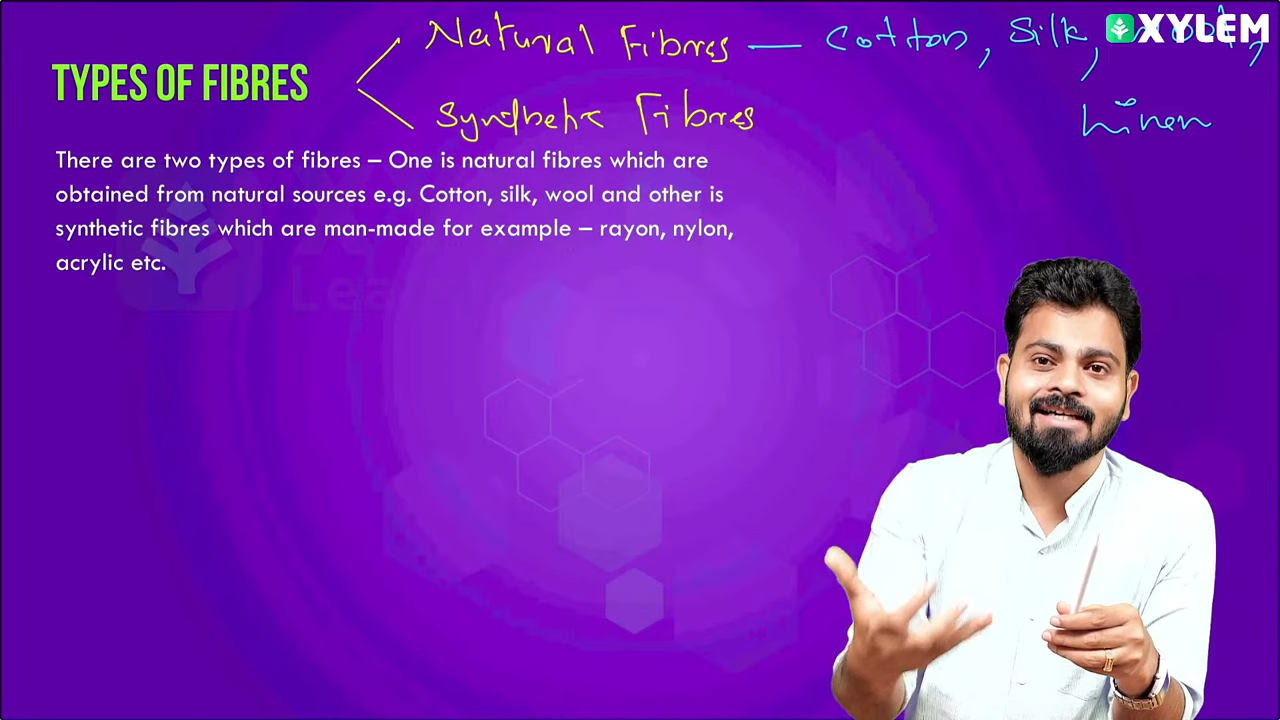 Natural Fibres — Cotton, Silk,
XYLEM
TYPES OF FIBRES
Synthetic Fibres
Linen
There are two types of fibres – One is natural fibres which are
obtained from natural sources e.g. Cotton, silk, wool and other is
synthetic fibres which are man-made for example – rayon, nylon,
acrylic etc.